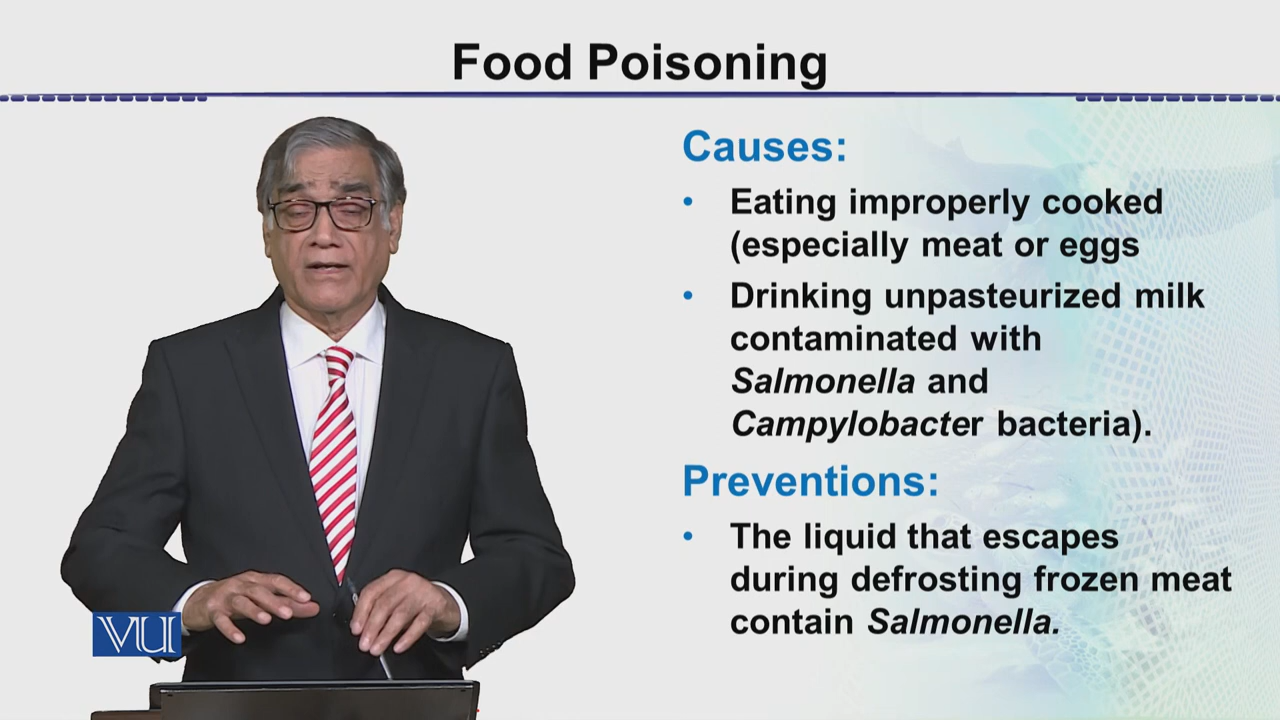 Food Poisoning
Causes:
• Eating improperly cooked
(especially meat or eggs
• Drinking unpasteurized milk
contaminated with
Salmonella and
Campylobacter bacteria).
Preventions:
• The liquid that escapes
during defrosting frozen meat
contain Salmonella.
VU